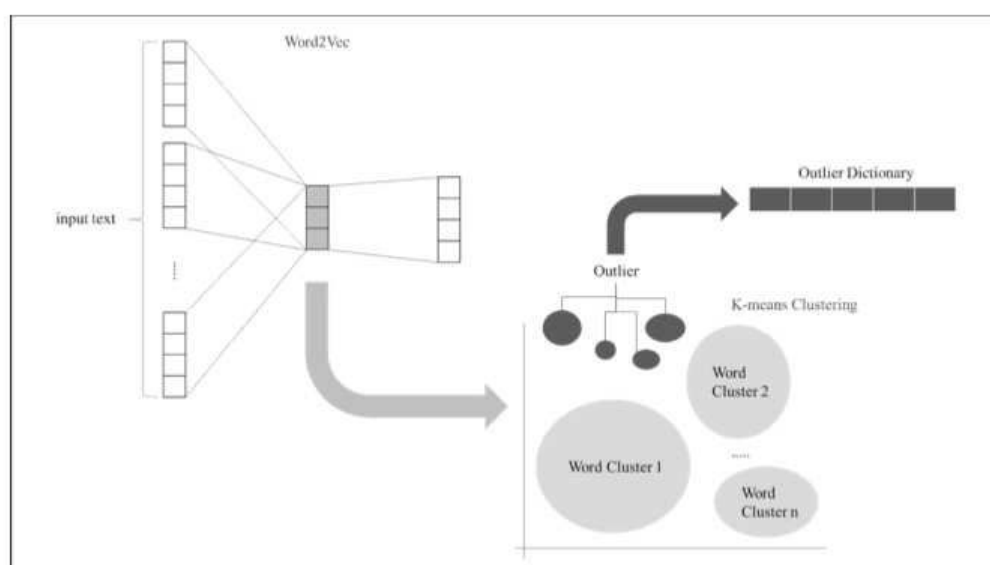 Word2Vec
input text
.....
Outlier Dictionary
Outlier
K-means Clustering
Word
Cluster 2
Word Cluster 1
.....
Word
Cluster n